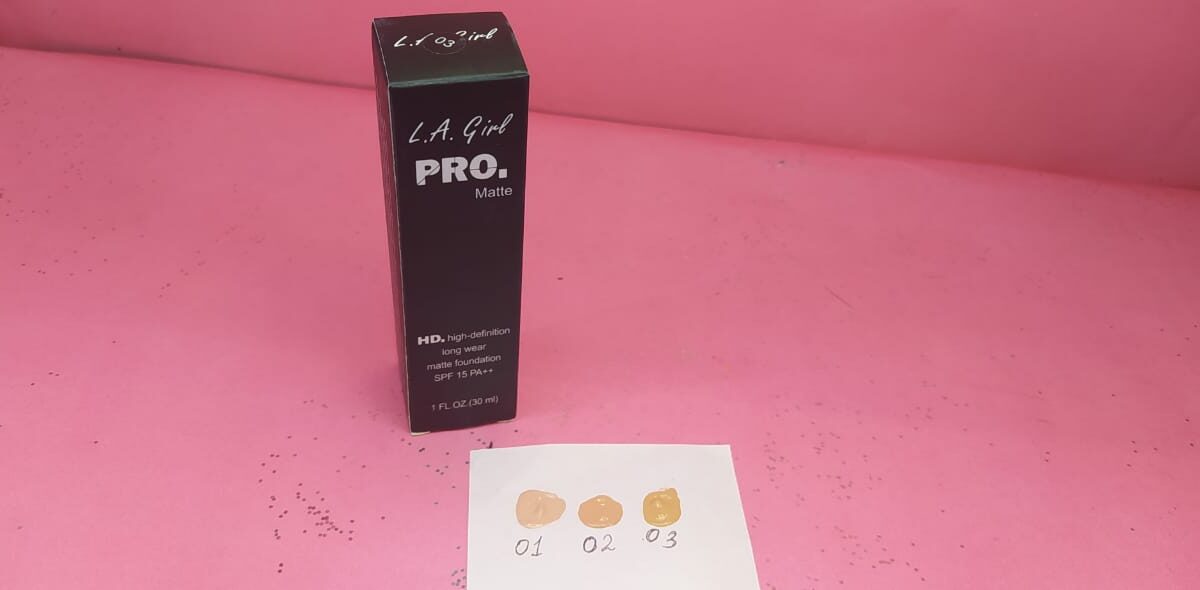 L.A. Girl
03
L.A. Girl
PRO.
Matte
HD. high-definition
long wear
matte foundation
SPF 15 PA++
1 FL.OZ.(30 ml)
01 02 03